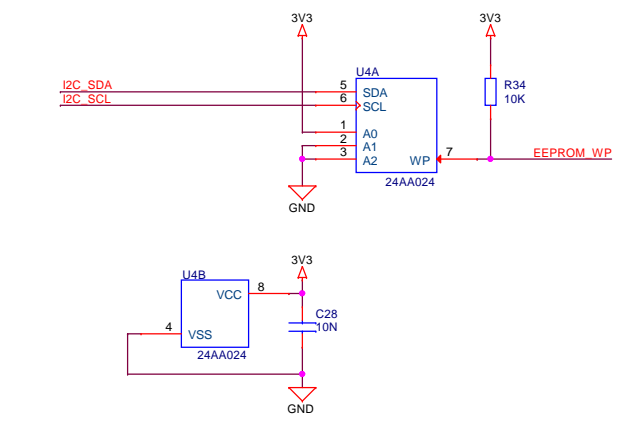 3V3
3V3
U4A
I2C_SDA
5
SDA
R34
I2C_SCL
6
SCL
10K
1
A0
2
A1
3
A2
WP
7
EEPROM_WP
24AA024
GND
3V3
U4B
VCC
8
C28
10N
4
VSS
24AA024
GND